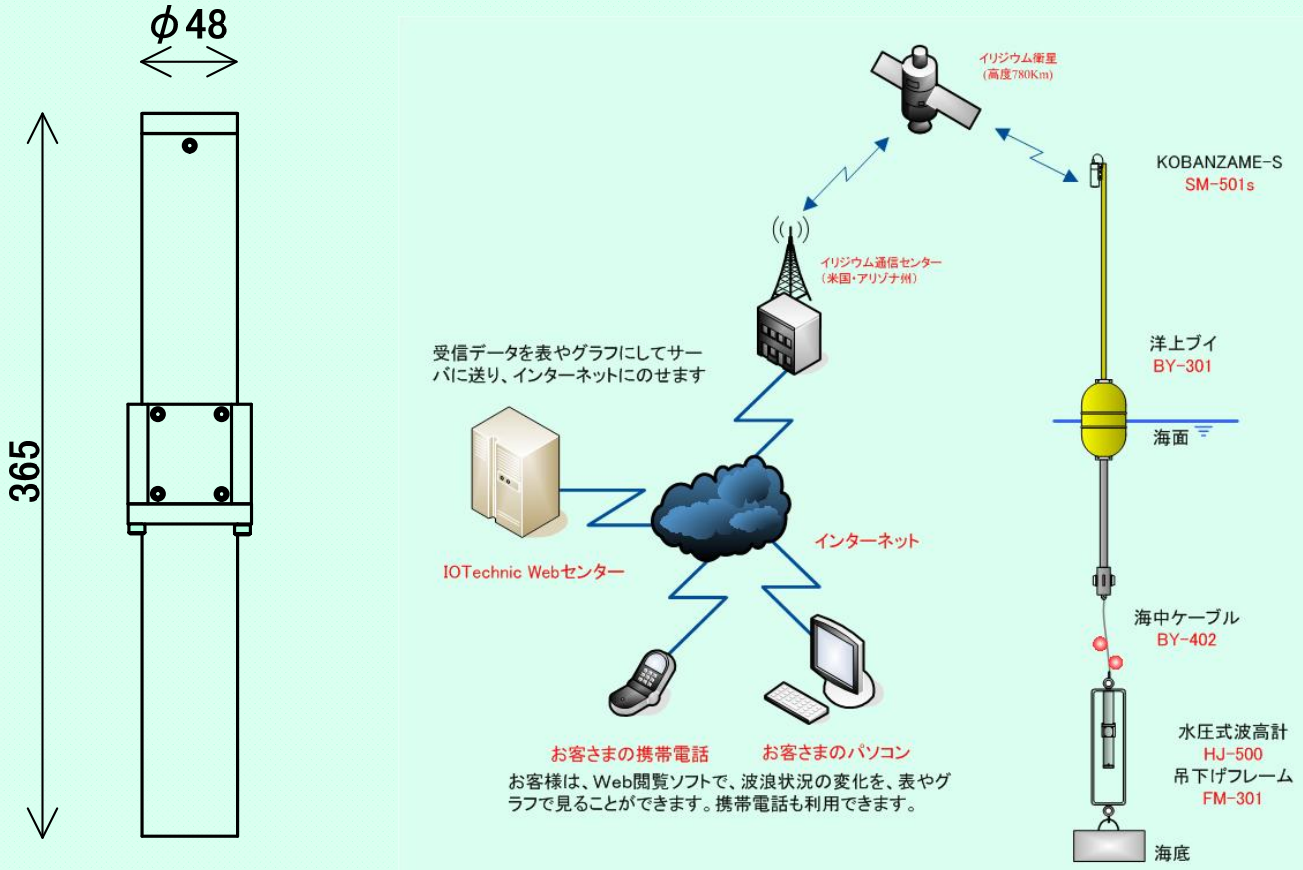 φ48
365
イリジウム衛星
(高度780Km)
KOBANZAME-S
SM-501s
イリジウム通信センター
（米国・アリゾナ州）
受信データを表やグラフにしてサー
バに送り、インターネットにのせます
洋上ブイ
BY-301
海面
インターネット
IOTechnic Webセンター
海中ケーブル
BY-402
お客さまの携帯電話
お客さまのパソコン
お客様は、Web閲覧ソフトで、波浪状況の変化を、表やグ
ラフで見ることができます。携帯電話も利用できます。
水圧式波高計
HJ-500
吊下げフレーム
FM-301
海底